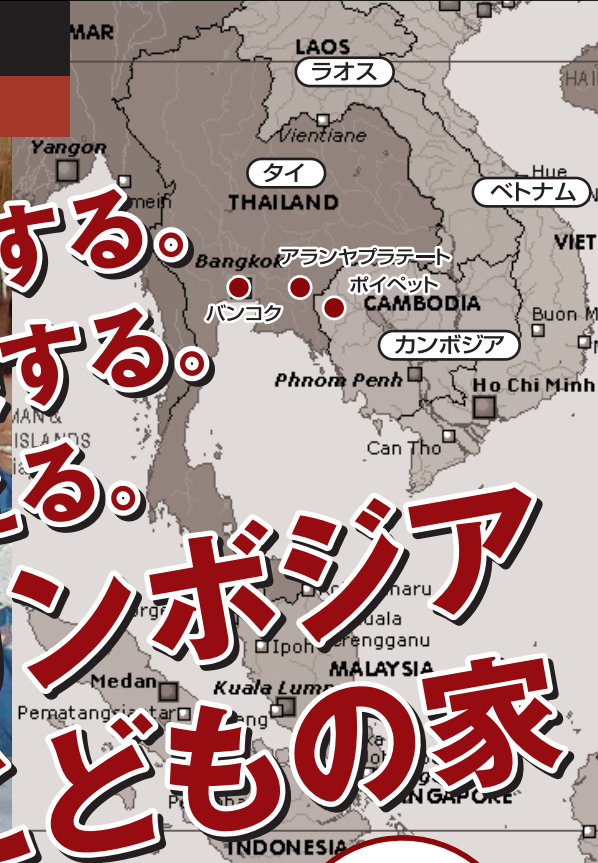 LAOS
ラオス
Vientiane
Yangon
タイ
Hue
ベトナム
THAILAND
する。
Bangkok
アランヤプラテート
ポイペット
CAMBODIA
バンコク
Buon M
する。
カンボジア
Phnom Penh
Ho Chi Minh
ISLANDS
Can Tho
る。
ンボジア
Ipoh
MALAYSIA
Medan
Kuala Lump
こどもの家
INDONESIA